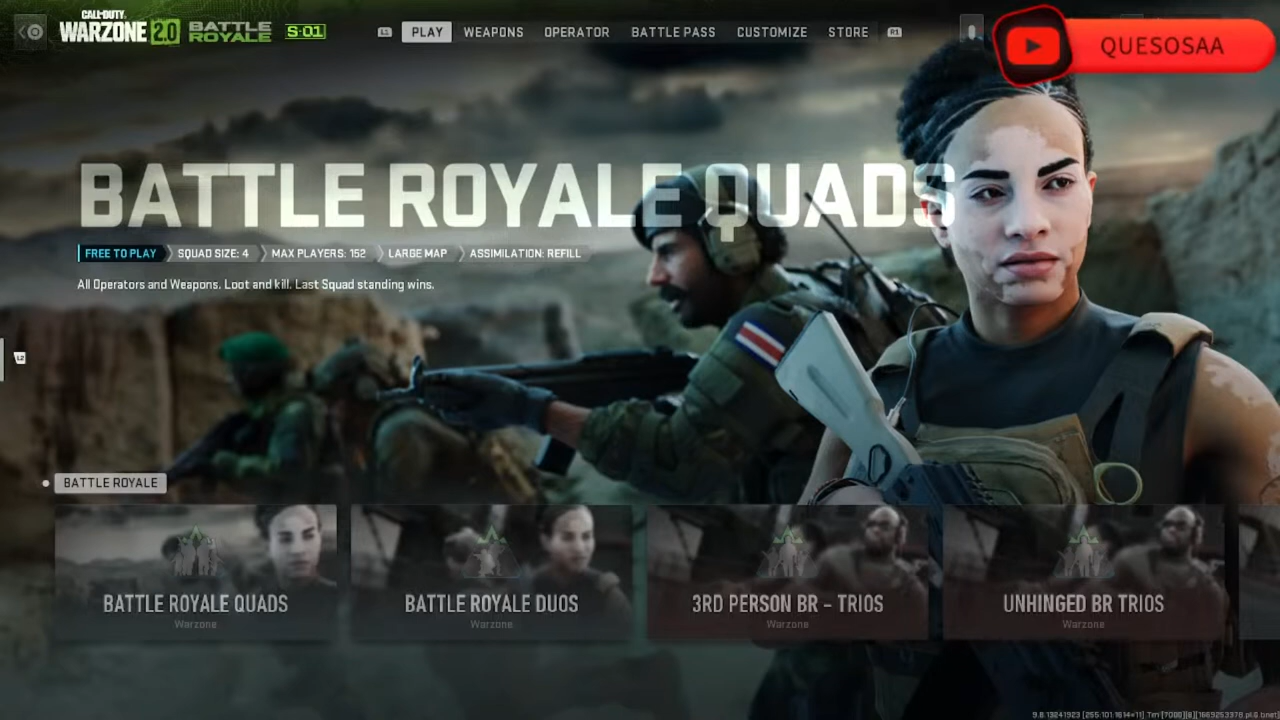 CALL OF DUTY
WARZONE 2.0 BATTLE ROYALE S:01
L1 PLAY WEAPONS OPERATOR BATTLE PASS CUSTOMIZE STORE R1
QUESOSAA
BATTLE ROYALE QUADS
FREE TO PLAY SQUAD SIZE: 4 MAX PLAYERS: 152 LARGE MAP ASSIMILATION: REFILL
All Operators and Weapons. Loot and kill. Last Squad standing wins.
L2
BATTLE ROYALE
BATTLE ROYALE QUADS
Warzone
BATTLE ROYALE DUOS
Warzone
3RD PERSON BR - TRIOS
Warzone
UNHINGED BR TRIOS
Warzone